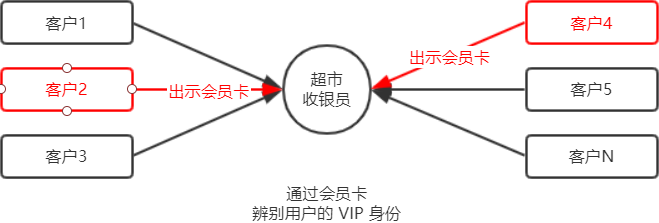 客户1
客户4
出示会员卡
超市
收银员
客户2
出示会员卡
客户5
客户3
客户N
通过会员卡
辨别用户的 VIP 身份